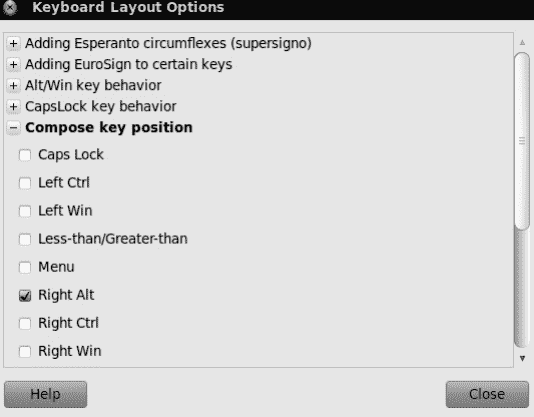 Keyboard Layout Options
Adding Esperanto circumflexes (supersigno)
Adding EuroSign to certain keys
Alt/Win key behavior
CapsLock key behavior
Compose key position
Caps Lock
Left Ctrl
Left Win
Less-than/Greater-than
Menu
Right Alt
Right Ctrl
Right Win
Help Close